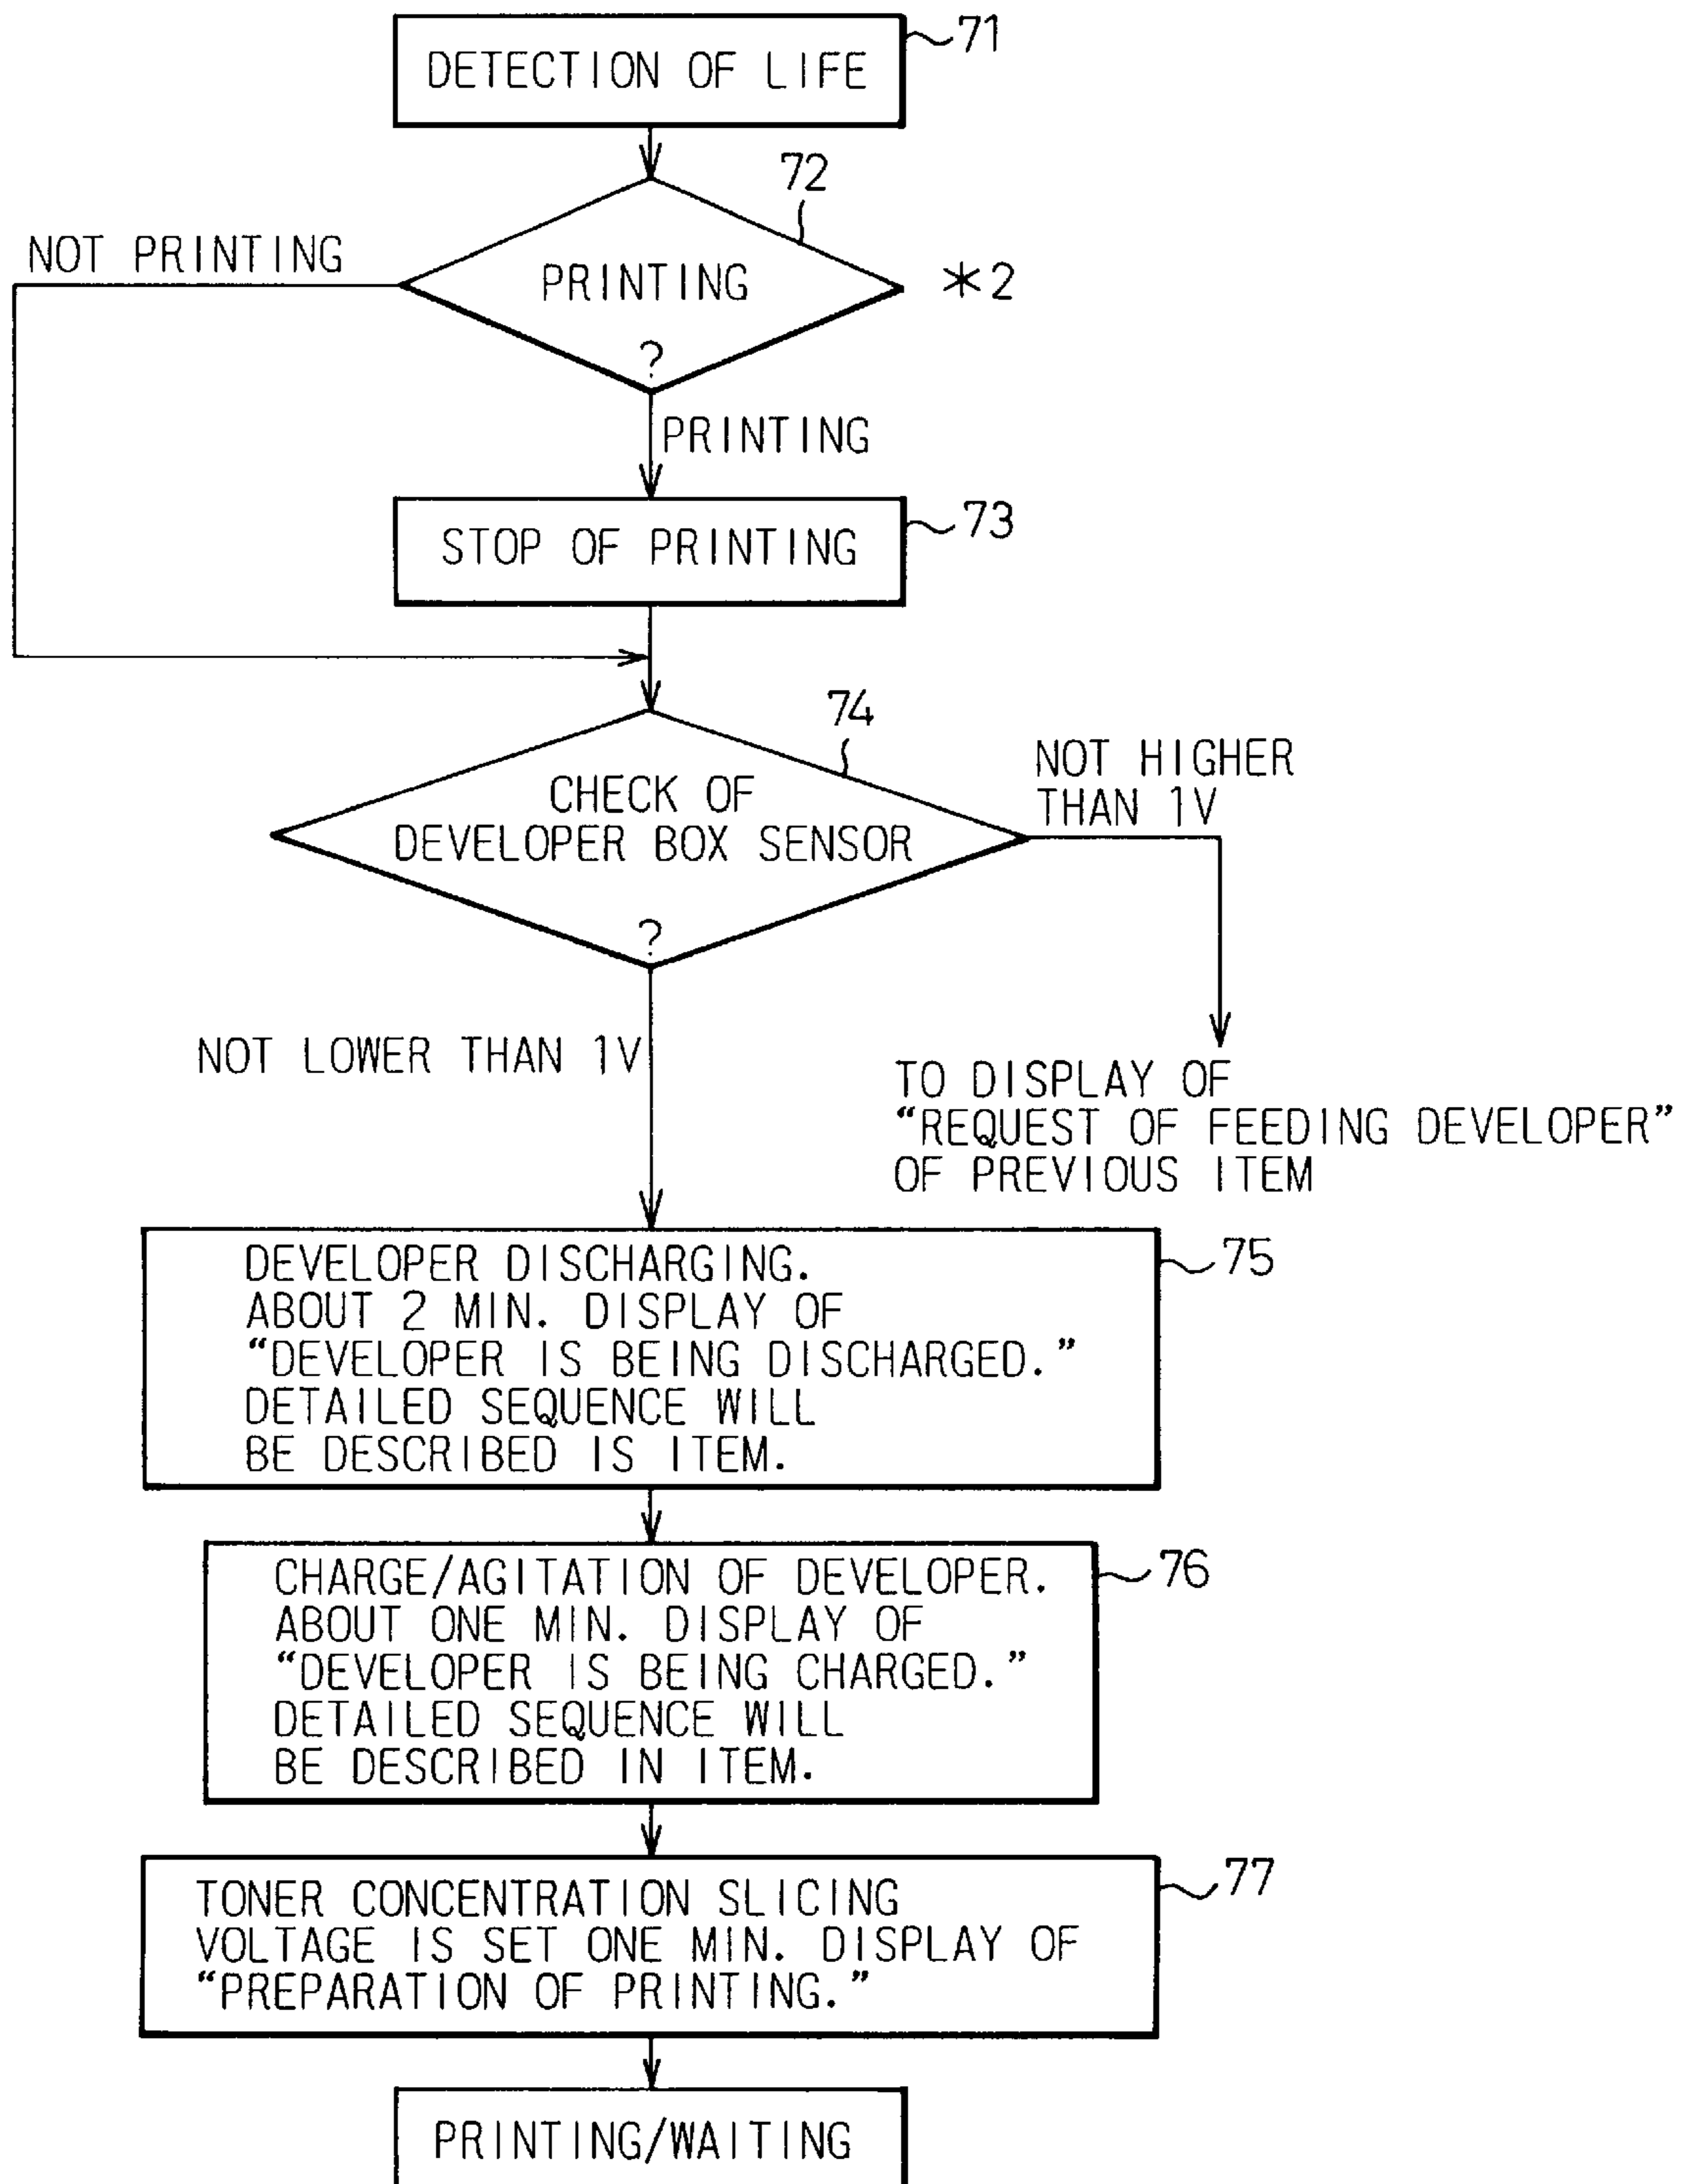 DETECTION OF LIFE
71
72
NOT PRINTING
PRINTING
*2
?
PRINTING
STOP OF PRINTING
73
74
NOT HIGHER
THAN 1V
CHECK OF
DEVELOPER BOX SENSOR
?
NOT LOWER THAN 1V
TO DISPLAY OF
“REQUEST OF FEEDING DEVELOPER”
OF PREVIOUS ITEM
DEVELOPER DISCHARGING.
ABOUT 2 MIN. DISPLAY OF
“DEVELOPER IS BEING DISCHARGED.”
DETAILED SEQUENCE WILL
BE DESCRIBED IS ITEM.
75
CHARGE/AGITATION OF DEVELOPER.
ABOUT ONE MIN. DISPLAY OF
“DEVELOPER IS BEING CHARGED.”
DETAILED SEQUENCE WILL
BE DESCRIBED IN ITEM.
76
TONER CONCENTRATION SLICING
VOLTAGE IS SET ONE MIN. DISPLAY OF
“PREPARATION OF PRINTING.”
77
PRINTING/WAITING